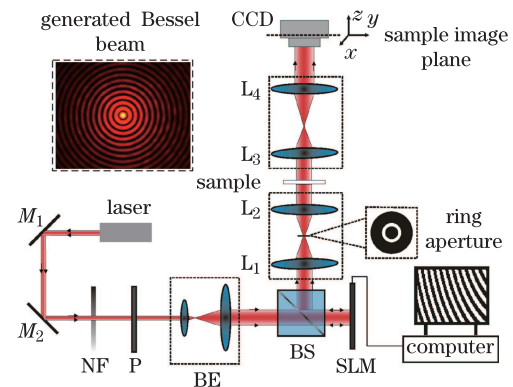 generated Bessel
beam
CCD
z
y
x
sample image
plane
L4
L3
sample
L2
L1
ring
aperture
M1
laser
M2
NF
P
BE
BS
SLM
computer